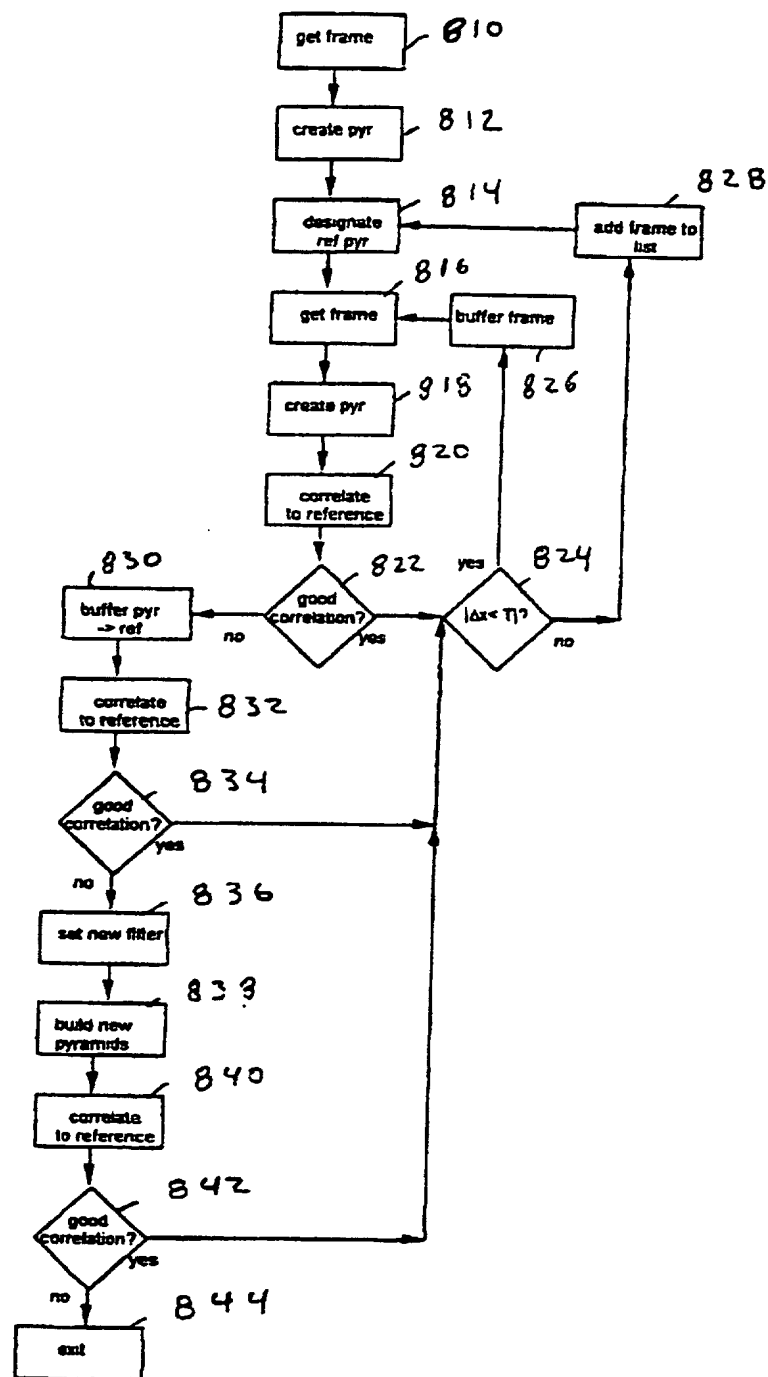 get frame 810
create pyr 812
designate
ref pyr
814
add frame to
list
828
get frame 816
buffer frame
826
create pyr 818
correlate
to reference
820
good
correlation?
822
no
yes
|Δx< T|?
824
yes
no
buffer pyr
-> ref
830
correlate
to reference
832
good
correlation?
834
yes
no
set new filter
836
build new
pyramids
838
correlate
to reference
840
good
correlation?
842
yes
no
exit
844